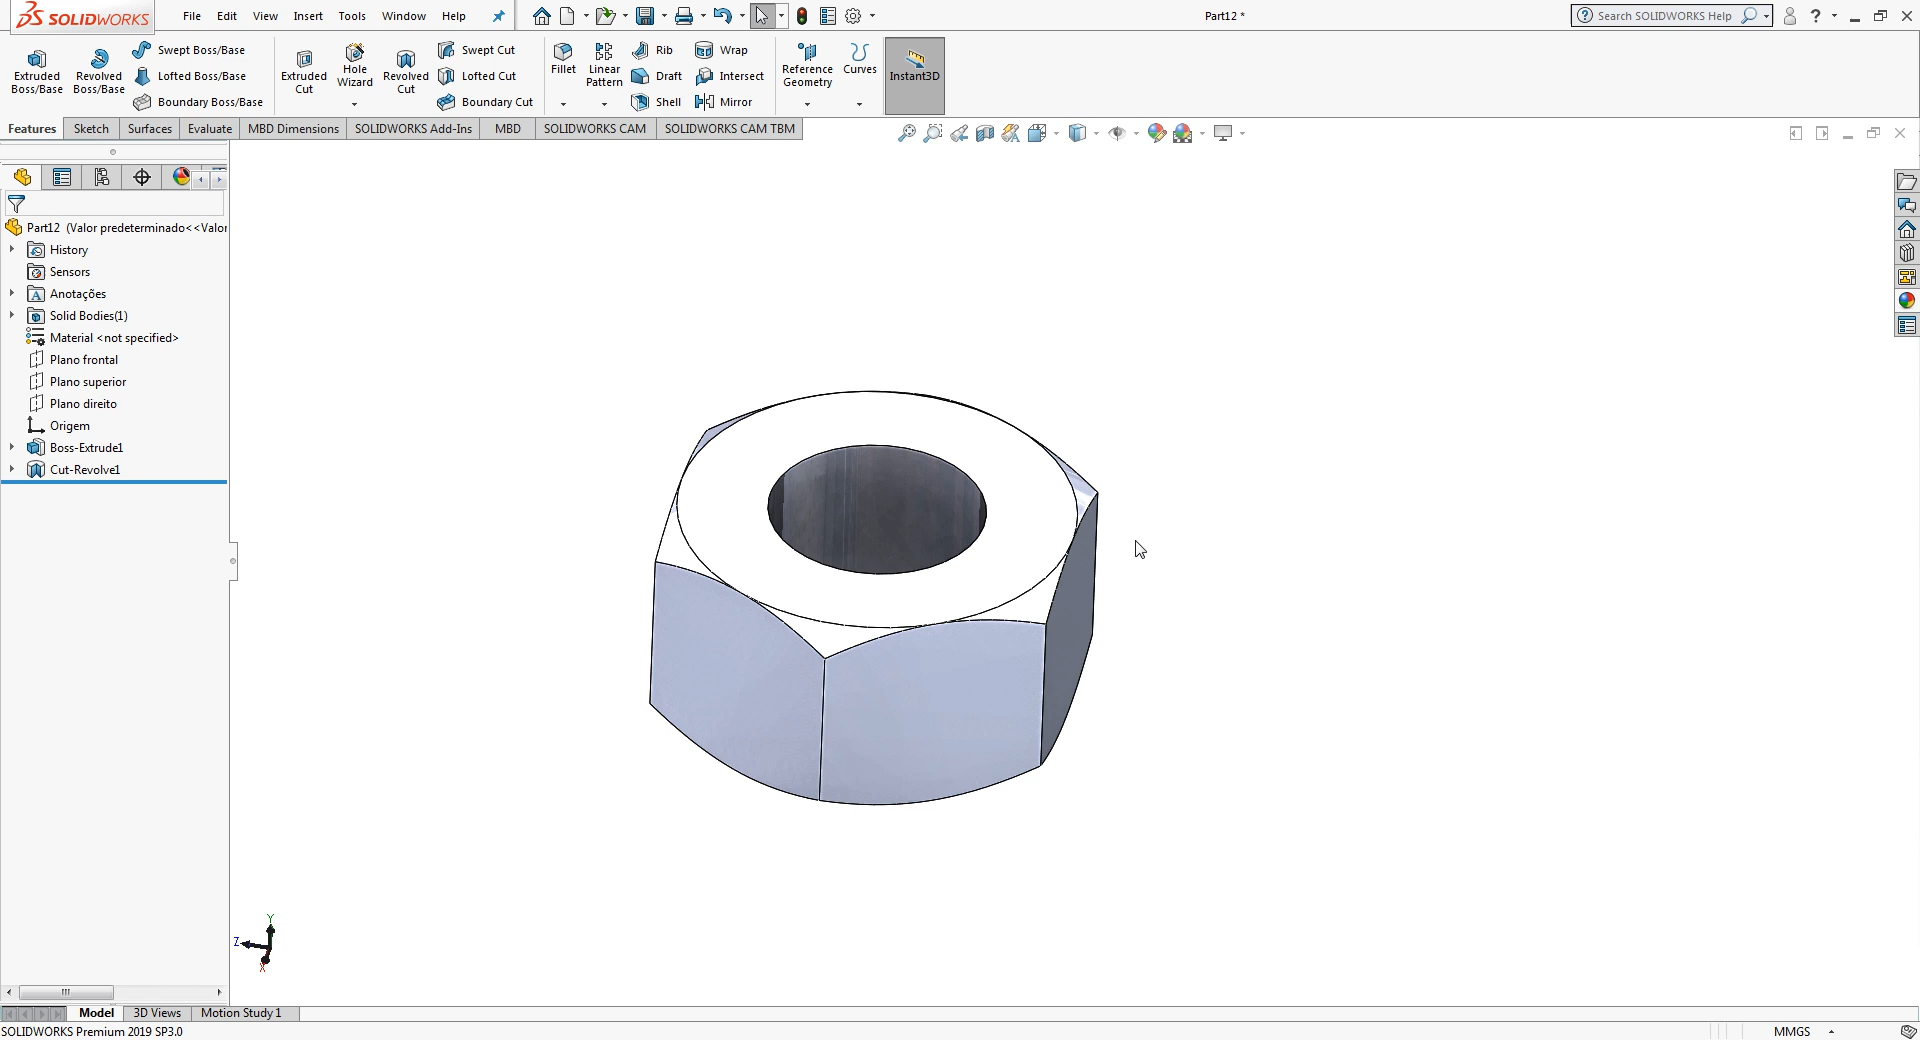 SOLIDWORKS File Edit View Insert Tools Window Help Part12 * Search SOLIDWORKS Help ?
Extruded Boss/Base
Revolved Boss/Base
Swept Boss/Base
Lofted Boss/Base
Boundary Boss/Base
Extruded Cut
Hole Wizard
Revolved Cut
Swept Cut
Lofted Cut
Boundary Cut
Fillet
Linear Pattern
Rib
Draft
Shell
Wrap
Intersect
Mirror
Reference Geometry
Curves
Instant3D
Features Sketch Surfaces Evaluate MBD Dimensions SOLIDWORKS Add-Ins MBD SOLIDWORKS CAM SOLIDWORKS CAM TBM
Part12 (Valor predeterminado<<Valor
History
Sensors
Anotações
Solid Bodies(1)
Material <not specified>
Plano frontal
Plano superior
Plano direito
Origem
Boss-Extrude1
Cut-Revolve1
Y
Z
X
Model 3D Views Motion Study 1
SOLIDWORKS Premium 2019 SP3.0 MMGS